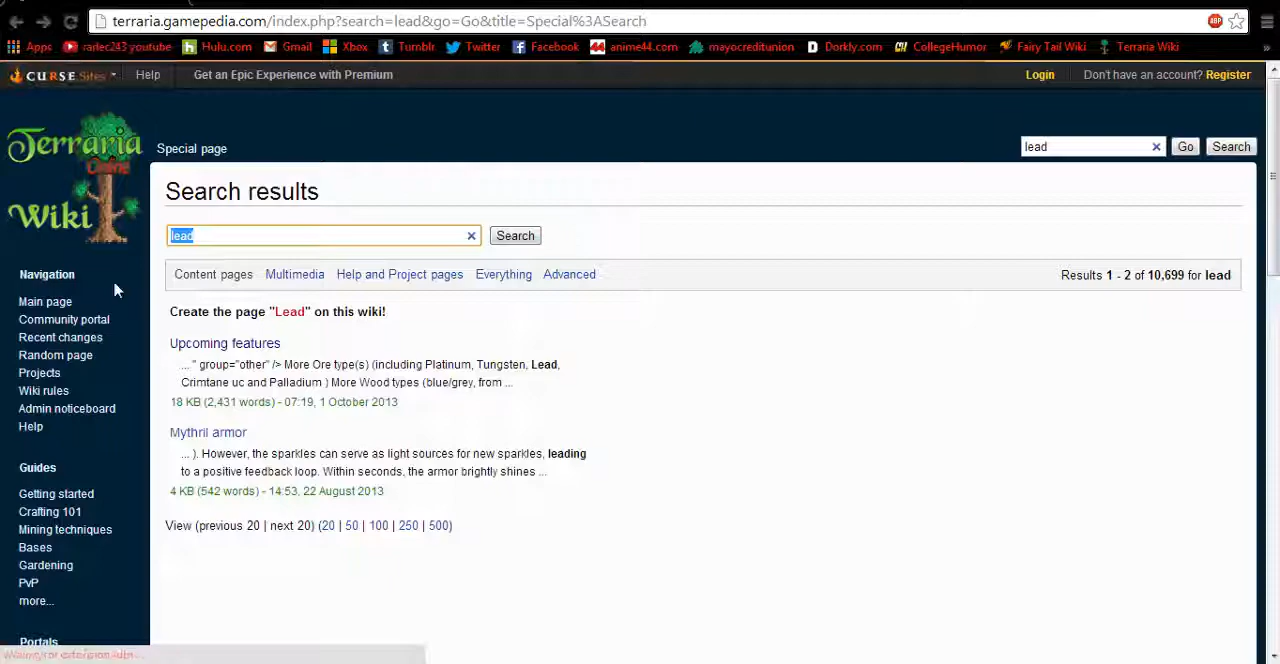 terraria.gamepedia.com/index.php?search=lead&go=Go&title=Special%3ASearch
ABP
Apps rarlec243 youtube Hulu.com Gmail Xbox Tumblr Twitter Facebook 44 anime44.com mayocreditunion Dorkly.com CH CollegeHumor Fairy Tail Wiki Terraria Wiki »
CURSE Sites Help Get an Epic Experience with Premium Login Don't have an account? Register
Terraria
Online
Wiki
Special page
lead × Go Search
Search results
lead × Search
Content pages Multimedia Help and Project pages Everything Advanced Results 1 - 2 of 10,699 for lead
Create the page "Lead" on this wiki!
Upcoming features
... " group="other" /> More Ore type(s) (including Platinum, Tungsten, Lead,
Crimtane uc and Palladium ) More Wood types (blue/grey, from ...
18 KB (2,431 words) - 07:19, 1 October 2013
Mythril armor
... ). However, the sparkles can serve as light sources for new sparkles, leading
to a positive feedback loop. Within seconds, the armor brightly shines ...
4 KB (542 words) - 14:53, 22 August 2013
View (previous 20 | next 20) (20 | 50 | 100 | 250 | 500)
Navigation
Main page
Community portal
Recent changes
Random page
Projects
Wiki rules
Admin noticeboard
Help
Guides
Getting started
Crafting 101
Mining techniques
Bases
Gardening
PvP
more...
Portals
Waiting for extension